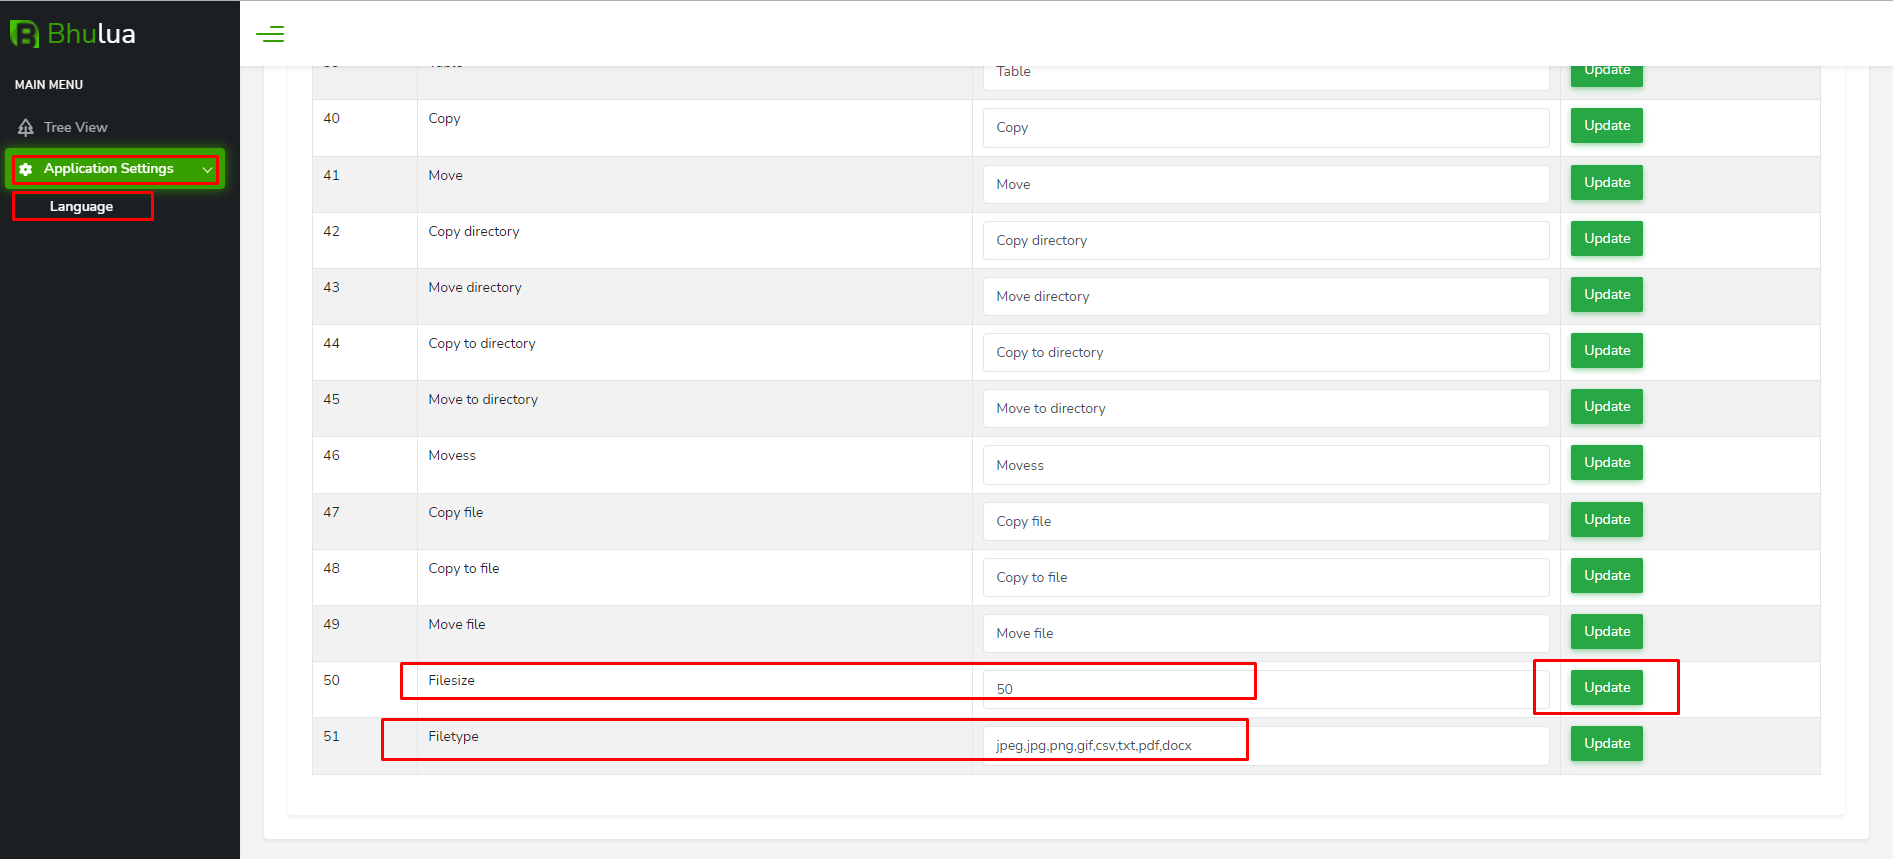 Bhulua
MAIN MENU
Tree View
Application Settings
Language
Table Update
40 Copy Copy Update
41 Move Move Update
42 Copy directory Copy directory Update
43 Move directory Move directory Update
44 Copy to directory Copy to directory Update
45 Move to directory Move to directory Update
46 Movess Movess Update
47 Copy file Copy file Update
48 Copy to file Copy to file Update
49 Move file Move file Update
50 Filesize 50 Update
51 Filetype jpeg,jpg,png,gif,csv,txt,pdf,docx Update